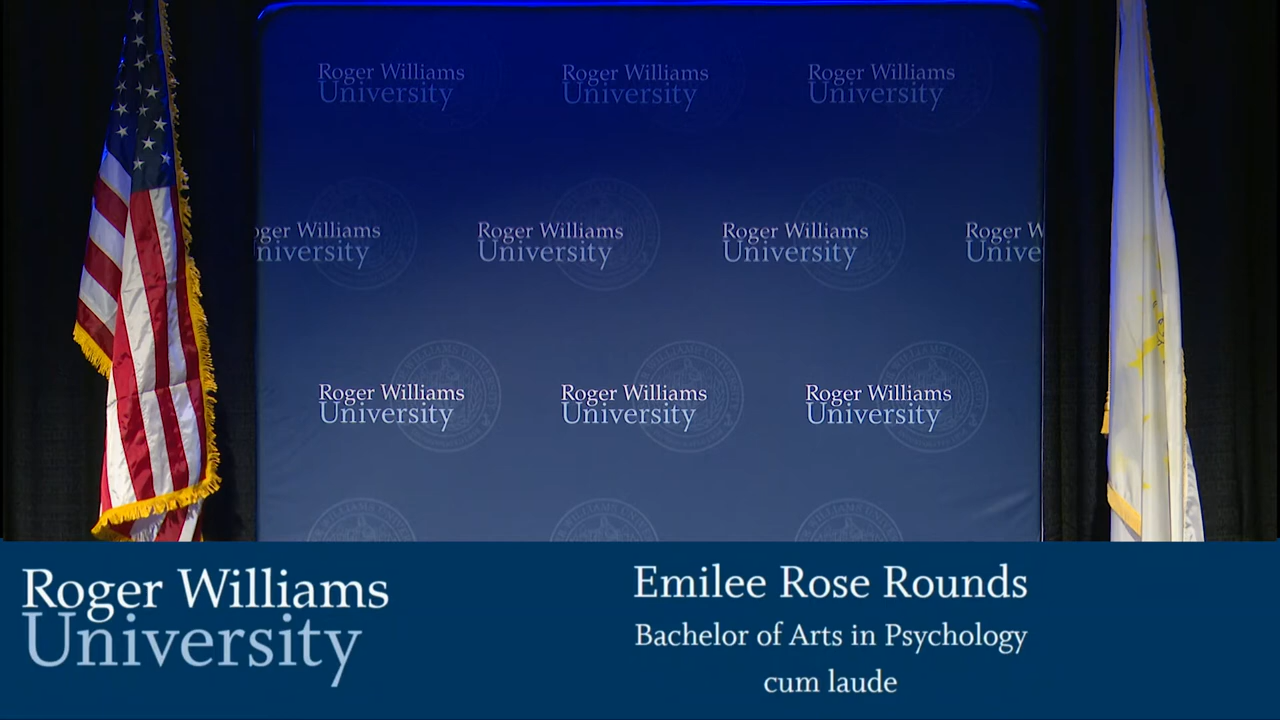 Roger Williams
University
Roger Williams
University
Roger Williams
University
oger Williams
niversity
Roger Williams
University
Roger Williams
University
Roger W
Unive
Roger Williams
University
Roger Williams
University
Roger Williams
University
Roger Williams
University
Emilee Rose Rounds
Bachelor of Arts in Psychology
cum laude